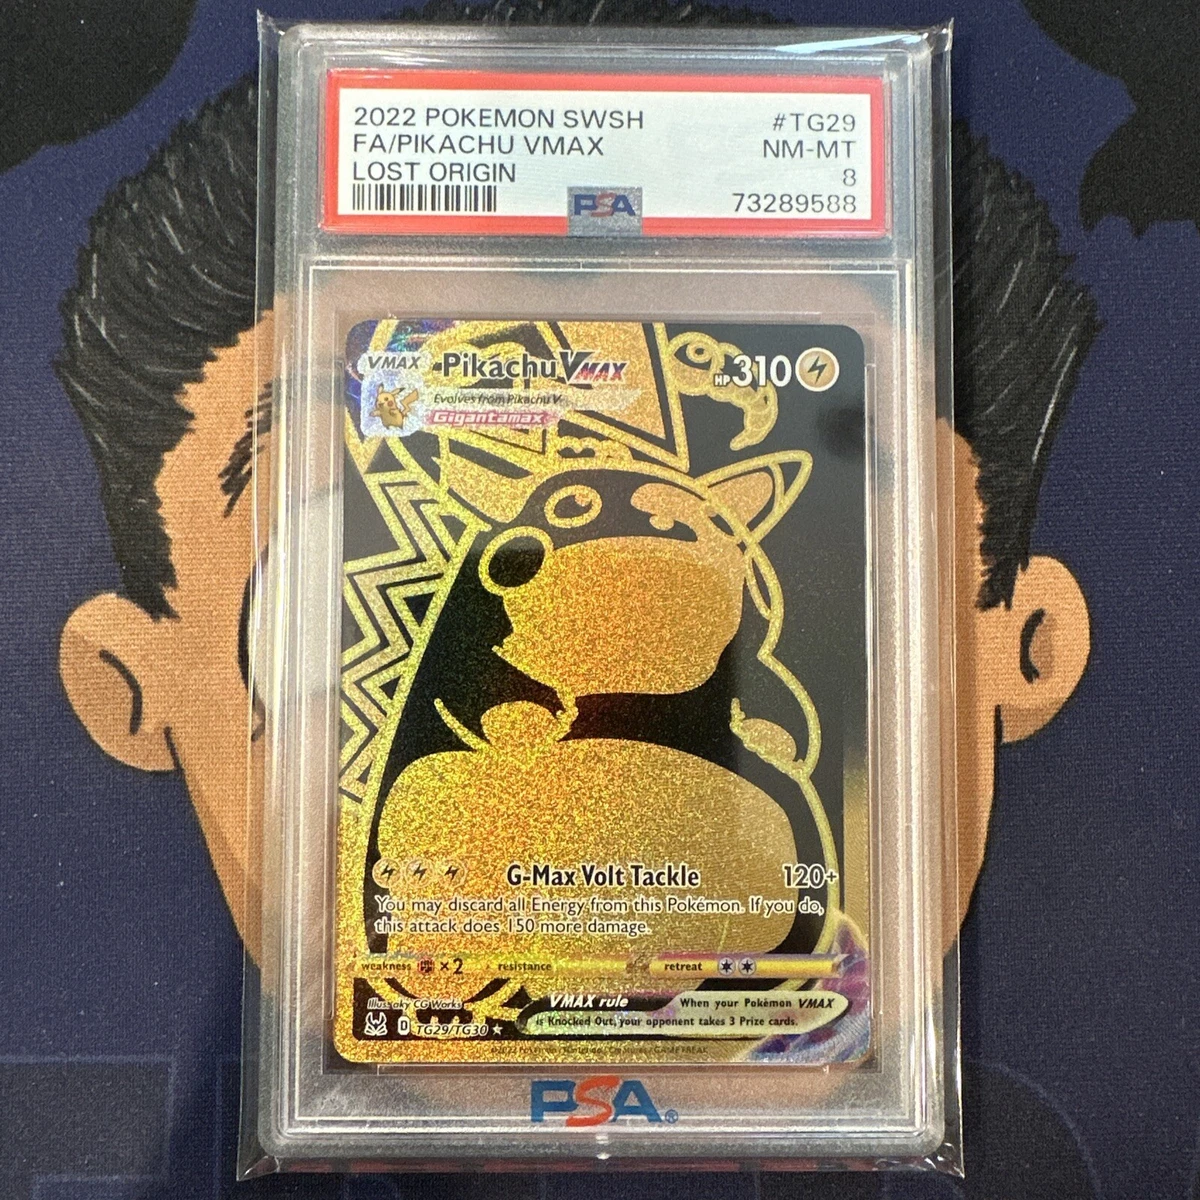 2022 POKEMON SWSH #TG29
FA/PIKACHU VMAX NM-MT
LOST ORIGIN 8
PSA 73289588
VMAX Pikachu VMAX HP 310
Evolves from Pikachu V
Gigantamax
G-Max Volt Tackle 120+
You may discard all Energy from this Pokémon. If you do,
this attack does 150 more damage.
weakness ×2 resistance retreat
Illus. aky CG Works
VMAX rule When your Pokémon VMAX
is Knocked Out, your opponent takes 3 Prize cards.
D TG29/TG30
GAME FREAK
PSA®